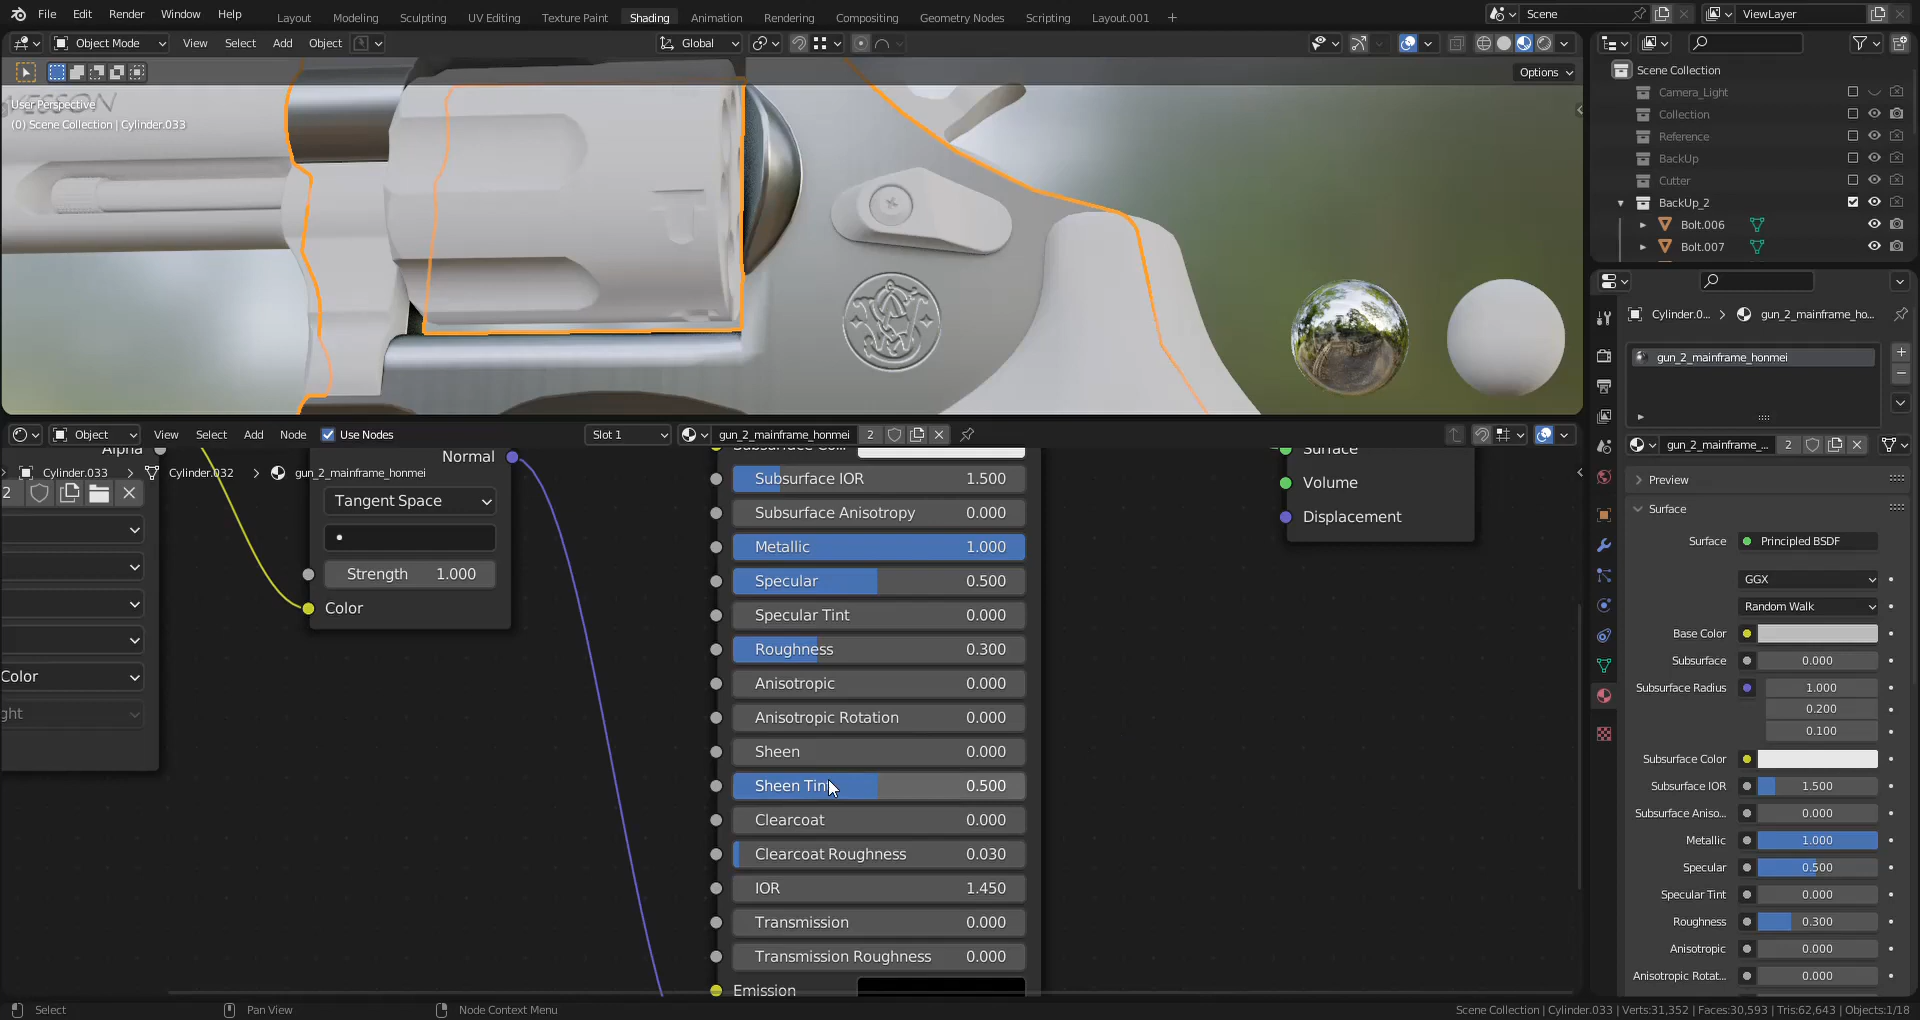 File Edit Render Window Help
Layout Modeling Sculpting UV Editing Texture Paint Shading Animation Rendering Compositing Geometry Nodes Scripting Layout.001 +
Scene ViewLayer
Object Mode View Select Add Object Global
Options
User Perspective
(0) Scene Collection | Cylinder.033
Scene Collection
Camera_Light
Collection
Reference
BackUp
Cutter
BackUp_2
Bolt.006
Bolt.007
Cylinder.0... > gun_2_mainframe_ho...
gun_2_mainframe_honmei
gun_2_mainframe_... 2
Preview
Surface
Surface Principled BSDF
GGX
Random Walk
Base Color
Subsurface 0.000
Subsurface Radius 1.000
0.200
0.100
Subsurface Color
Subsurface IOR 1.500
Subsurface Aniso... 0.000
Metallic 1.000
Specular 0.500
Specular Tint 0.000
Roughness 0.300
Anisotropic 0.000
Anisotropic Rotat... 0.000
Object View Select Add Node Use Nodes Slot 1 gun_2_mainframe_honmei 2
Alpha
Cylinder.033 > Cylinder.032 > gun_2_mainframe_honmei
2
Color
ght
Normal
Tangent Space
Strength 1.000
Color
Subsurface IOR 1.500
Subsurface Anisotropy 0.000
Metallic 1.000
Specular 0.500
Specular Tint 0.000
Roughness 0.300
Anisotropic 0.000
Anisotropic Rotation 0.000
Sheen 0.000
Sheen Tin 0.500
Clearcoat 0.000
Clearcoat Roughness 0.030
IOR 1.450
Transmission 0.000
Transmission Roughness 0.000
Emission
Surface
Volume
Displacement
Select Pan View Node Context Menu
Scene Collection | Cylinder.033 | Verts:31,352 | Faces:30,593 | Tris:62,643 | Objects:1/18